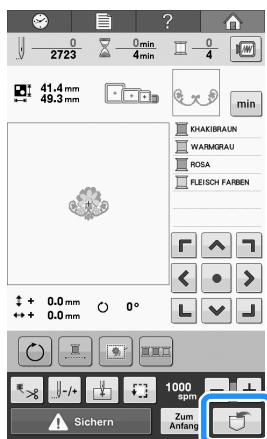 ?
0
2723
0min
4min
0
4
41.4 mm
49.3 mm
min
KHAKIBRAUN
WARMGRAU
ROSA
FLEISCH FARBEN
+ 0.0 mm
+ 0.0 mm
0°
-/+
1000
spm
- +
Sichern
Zum
Anfang